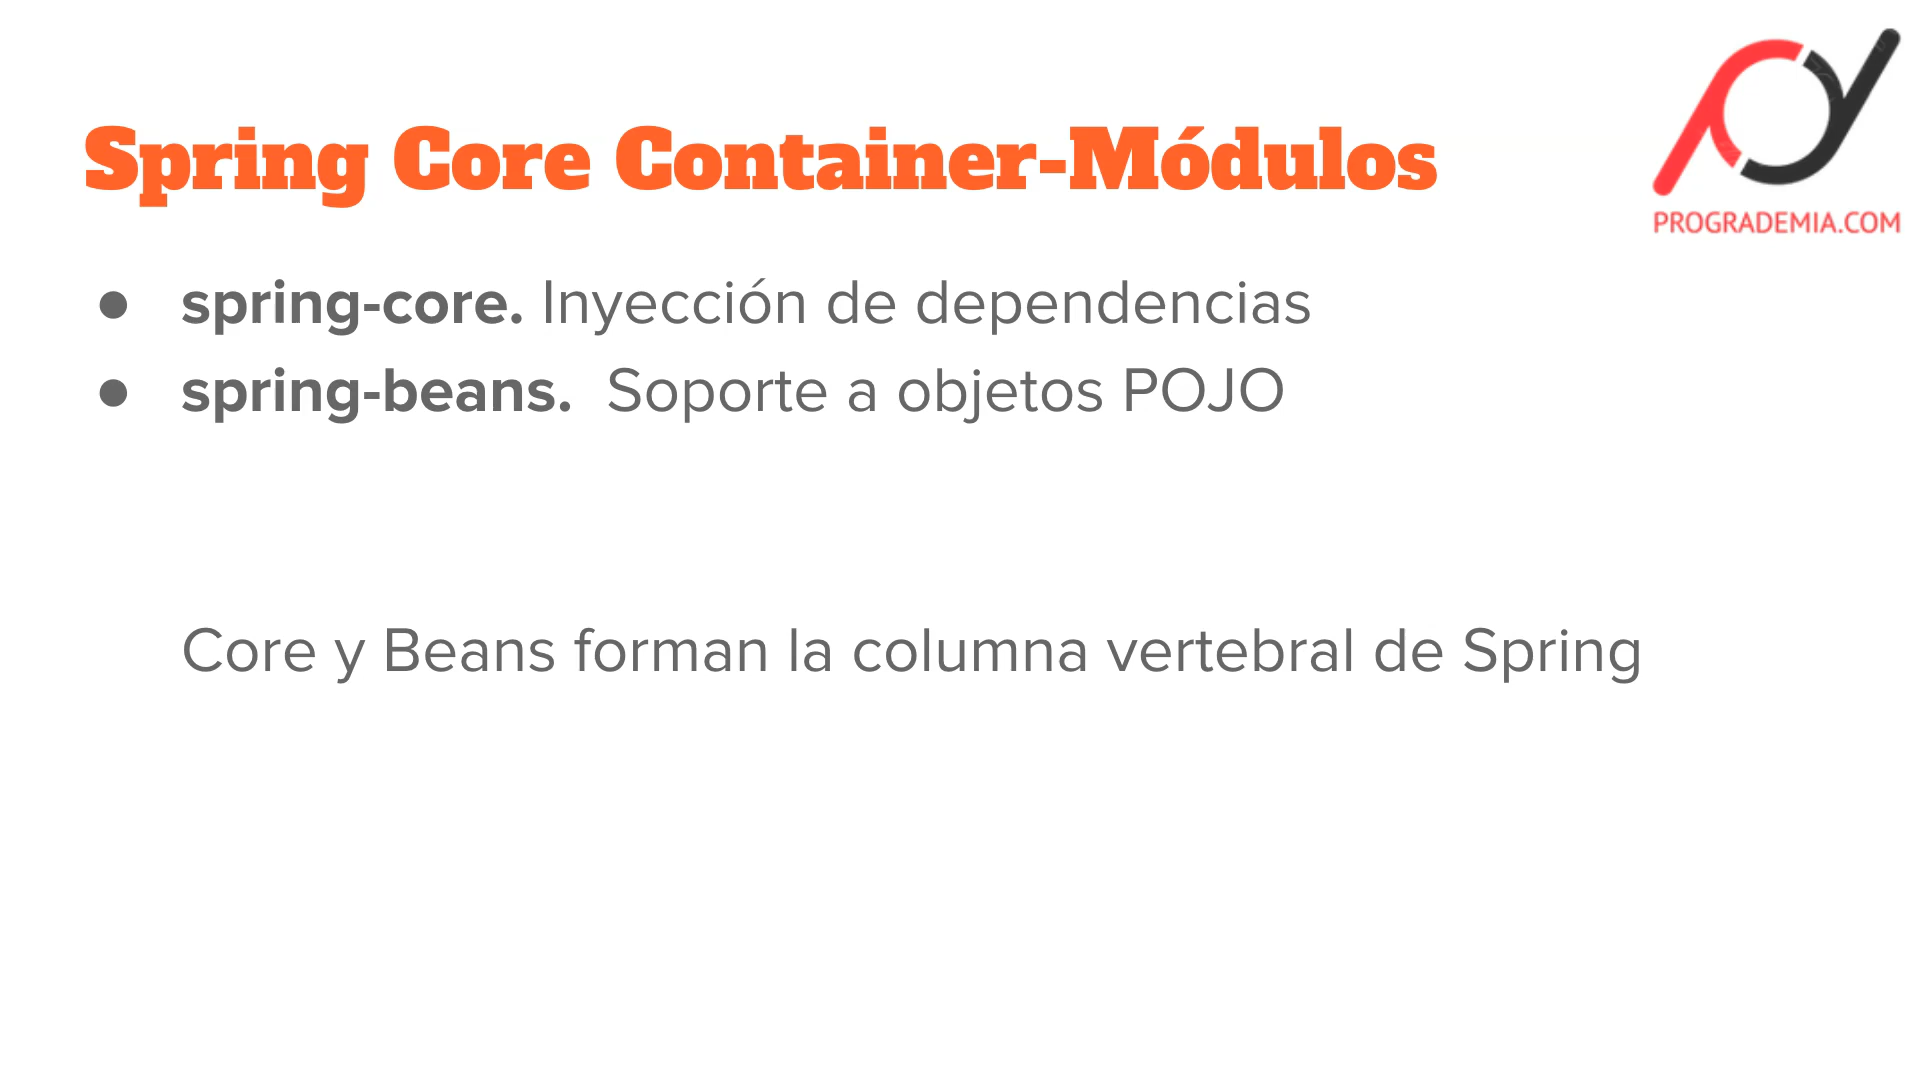 Spring Core Container-Módulos
PROGRADEMIA.COM
● spring-core. Inyección de dependencias
● spring-beans. Soporte a objetos POJO
Core y Beans forman la columna vertebral de Spring